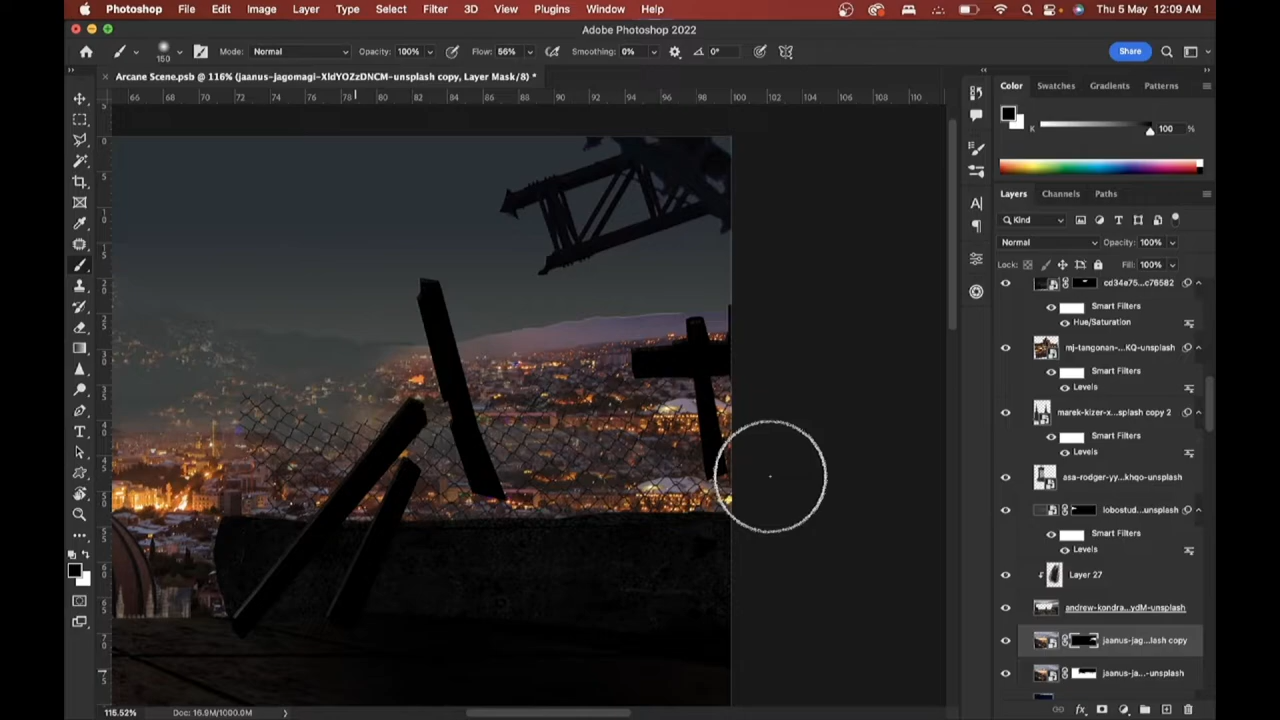 Photoshop File Edit Image Layer Type Select Filter 3D View Plugins Window Help Thu 5 May 12:09 AM
Adobe Photoshop 2022
150 Mode: Normal Opacity: 100% Flow: 56% Smoothing: 0% 0° Share
Arcane Scene.psb @ 116% (jaanus-jagomagi-XldYOZzDNCM-unsplash copy, Layer Mask/8) *
66 68 70 72 74 76 78 80 82 84 86 88 90 92 94 96 98 100 102 104 106 108 110
Color Swatches Gradients Patterns
K 100 %
Layers Channels Paths
Kind
Normal Opacity: 100%
Lock: Fill: 100%
cd34e75...c76582
Smart Filters
Hue/Saturation
mj-tangonan-...KQ-unsplash
Smart Filters
Levels
marek-kizer-x...splash copy 2
Smart Filters
Levels
asa-rodger-yy...khqo-unsplash
lobostud...unsplash
Smart Filters
Levels
Layer 27
andrew-kondra...ydM-unsplash
jaanus-jag...lash copy
jaanus-ja...-unsplash
115.52% Doc: 16.9M/1000.0M